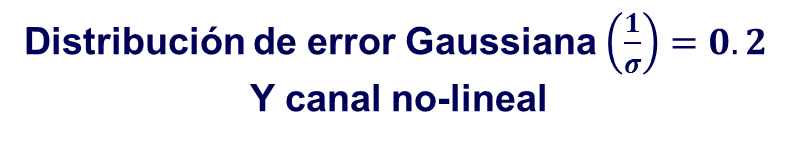 Distribución de error Gaussiana (1/σ) = 0.2
Y canal no-lineal